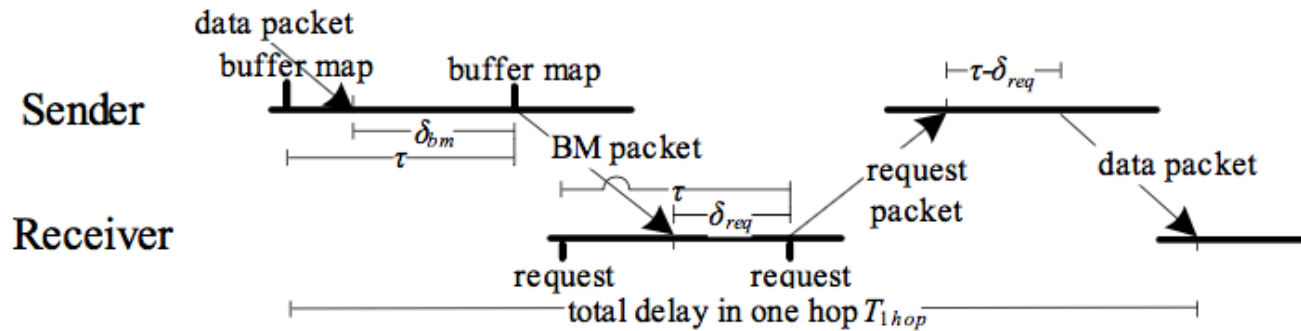 data packet
buffer map
buffer map
τ-δreq
Sender
δbm
τ
BM packet
request
packet
data packet
τ
δreq
Receiver
request
request
total delay in one hop T1hop